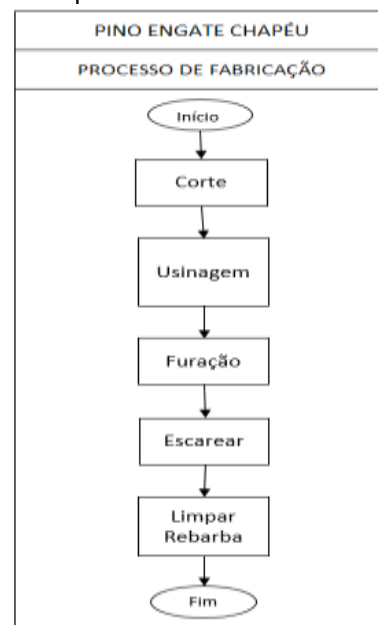 PINO ENGATE CHAPÉU
PROCESSO DE FABRICAÇÃO
Início
Corte
Usinagem
Furação
Escarear
Limpar
Rebarba
Fim